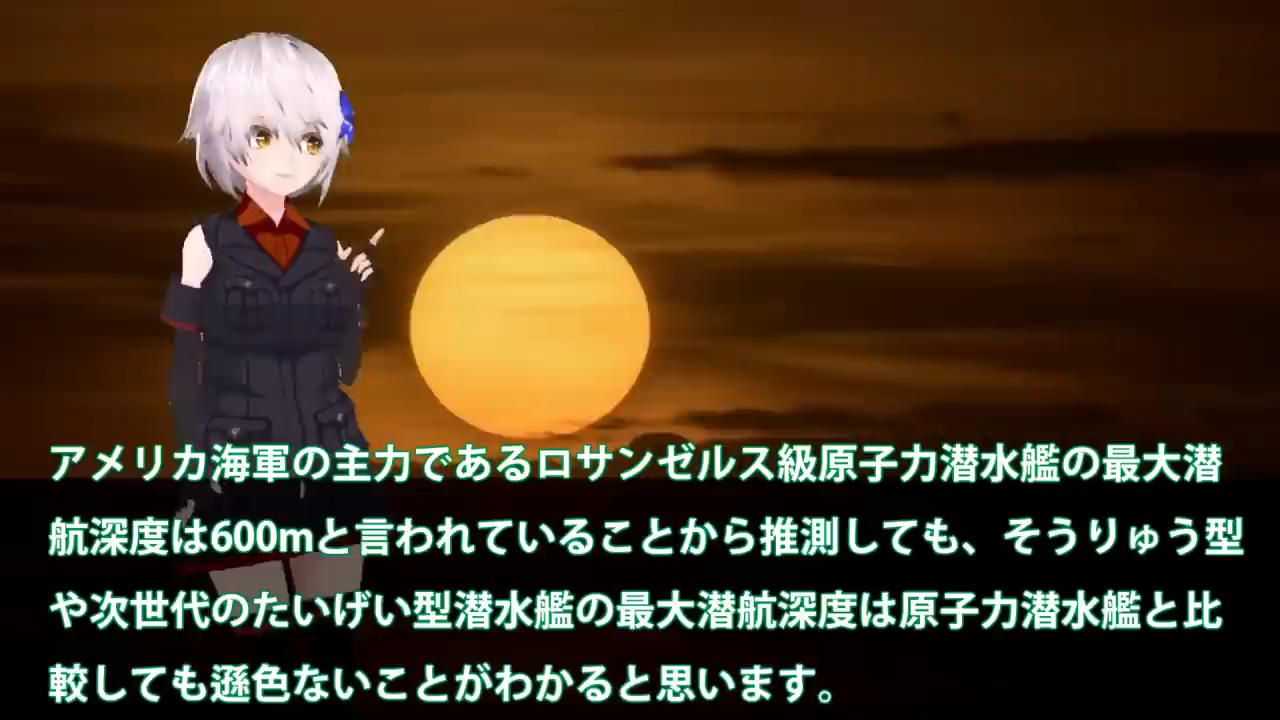 アメリカ海軍の主力であるロサンゼルス級原子力潜水艦の最大潜
航深度は600mと言われていることから推測しても、そうりゅう型
や次世代のたいげい型潜水艦の最大潜航深度は原子力潜水艦と比
較しても遜色ないことがわかると思います。